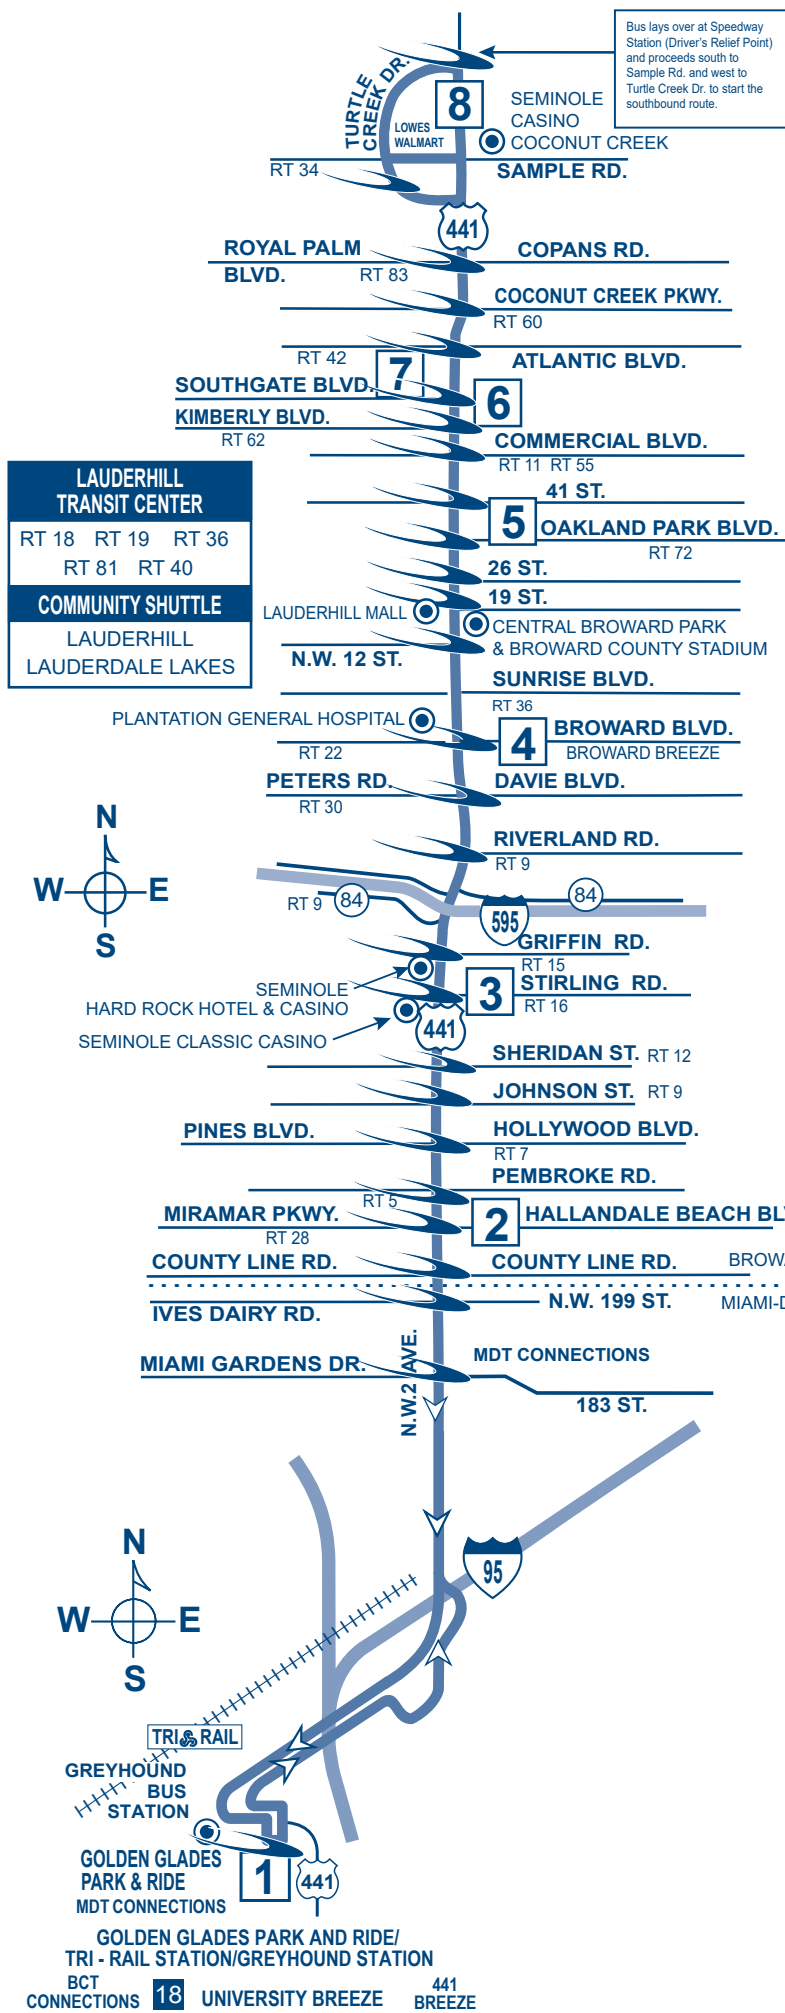 Bus lays over at Speedway
Station (Driver's Relief Point)
and proceeds south to
Sample Rd. and west to
Turtle Creek Dr. to start the
southbound route.
TURTLE
CREEK DR.
8
SEMINOLE
CASINO
COCONUT CREEK
LOWES
WALMART
RT 34
SAMPLE RD.
441
ROYAL PALM
BLVD.
RT 83
COPANS RD.
COCONUT CREEK PKWY.
RT 60
RT 42
ATLANTIC BLVD.
7
SOUTHGATE BLVD.
6
KIMBERLY BLVD.
RT 62
COMMERCIAL BLVD.
RT 11 RT 55
LAUDERHILL
TRANSIT CENTER
RT 18 RT 19 RT 36
RT 81 RT 40
COMMUNITY SHUTTLE
LAUDERHILL
LAUDERDALE LAKES
41 ST.
5
OAKLAND PARK BLVD.
RT 72
26 ST.
19 ST.
LAUDERHILL MALL
CENTRAL BROWARD PARK
& BROWARD COUNTY STADIUM
N.W. 12 ST.
SUNRISE BLVD.
RT 36
PLANTATION GENERAL HOSPITAL
4
BROWARD BLVD.
BROWARD BREEZE
RT 22
PETERS RD.
RT 30
DAVIE BLVD.
RIVERLAND RD.
RT 9
N
W
E
S
RT 9
84
84
595
GRIFFIN RD.
RT 15
SEMINOLE
HARD ROCK HOTEL & CASINO
3
STIRLING RD.
RT 16
SEMINOLE CLASSIC CASINO
441
SHERIDAN ST. RT 12
JOHNSON ST. RT 9
PINES BLVD.
HOLLYWOOD BLVD.
RT 7
PEMBROKE RD.
RT 5
MIRAMAR PKWY.
RT 28
2
HALLANDALE BEACH
COUNTY LINE RD.
COUNTY LINE RD.
IVES DAIRY RD.
N.W. 199 ST.
N.W.2 AVE.
MIAMI GARDENS DR.
MDT CONNECTIONS
183 ST.
N
W
E
S
95
TRI RAIL
GREYHOUND
BUS
STATION
GOLDEN GLADES
PARK & RIDE
MDT CONNECTIONS
1
441
GOLDEN GLADES PARK AND RIDE/
TRI - RAIL STATION/GREYHOUND STATION
BCT
CONNECTIONS
18
UNIVERSITY BREEZE
441
BREEZE